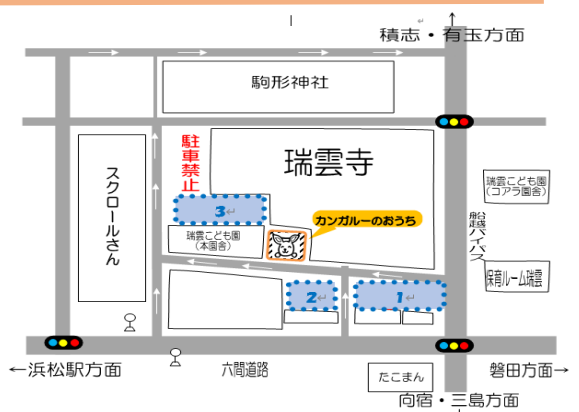 積志・有玉方面
駒形神社
駐車禁止
瑞雲寺
スクロールさん
瑞雲こども園
(コアラ園舎)
3
カンガルーのおうち
瑞雲こども園
(本園舎)
船越バイパス
保育ルーム瑞雲
2
1
←浜松駅方面
六間道路
たこまん
磐田方面→
向宿・三島方面